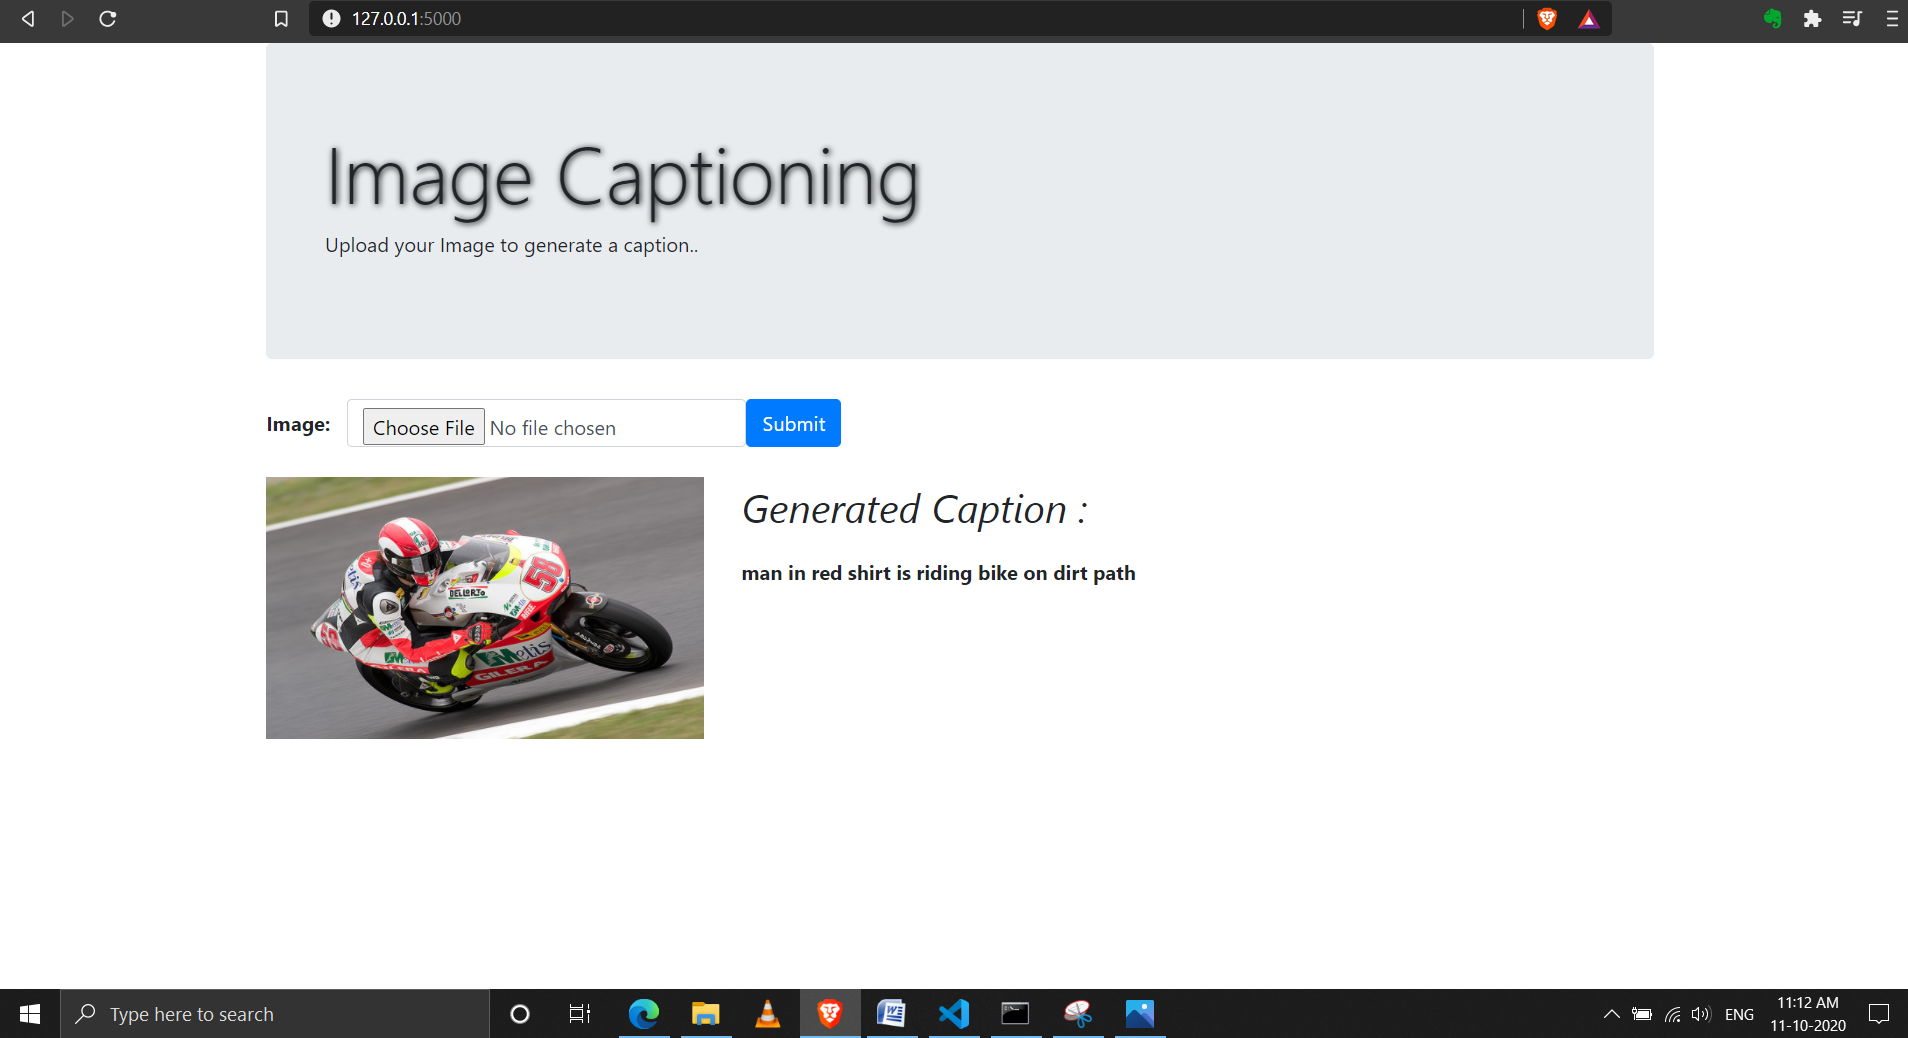 127.0.0.1:5000
Image Captioning
Upload your Image to generate a caption..
Image: Choose File No file chosen Submit
Generated Caption :
man in red shirt is riding bike on dirt path
58
DELLORTO
Metis
GILERA
Type here to search
ENG
11:12 AM
11-10-2020